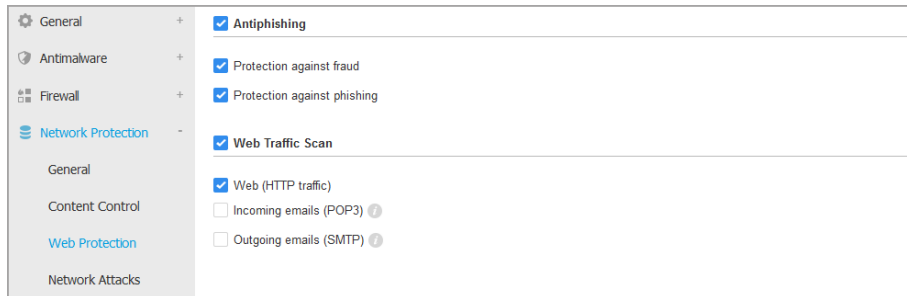 General +
Antimalware +
Firewall +
Network Protection -
General
Content Control
Web Protection
Network Attacks
Antiphishing
Protection against fraud
Protection against phishing
Web Traffic Scan
Web (HTTP traffic)
Incoming emails (POP3) i
Outgoing emails (SMTP) i